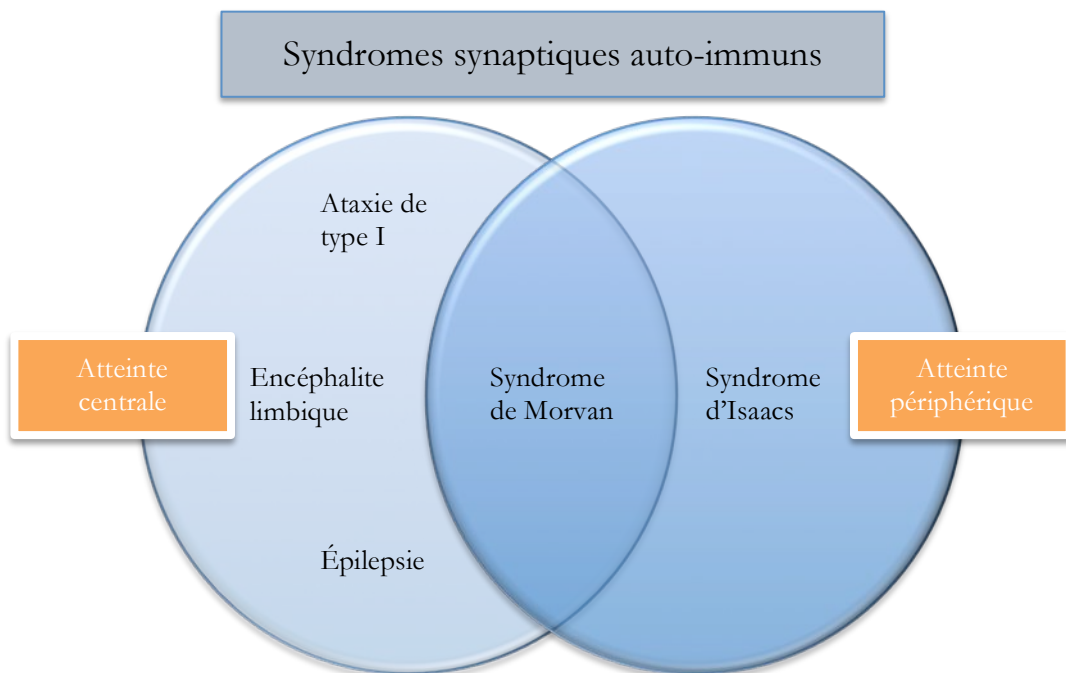 Syndromes synaptiques auto-immuns
Ataxie de
type I
Atteinte
centrale
Encéphalite
limbique
Syndrome
de Morvan
Syndrome
d’Isaacs
Atteinte
périphérique
Épilepsie